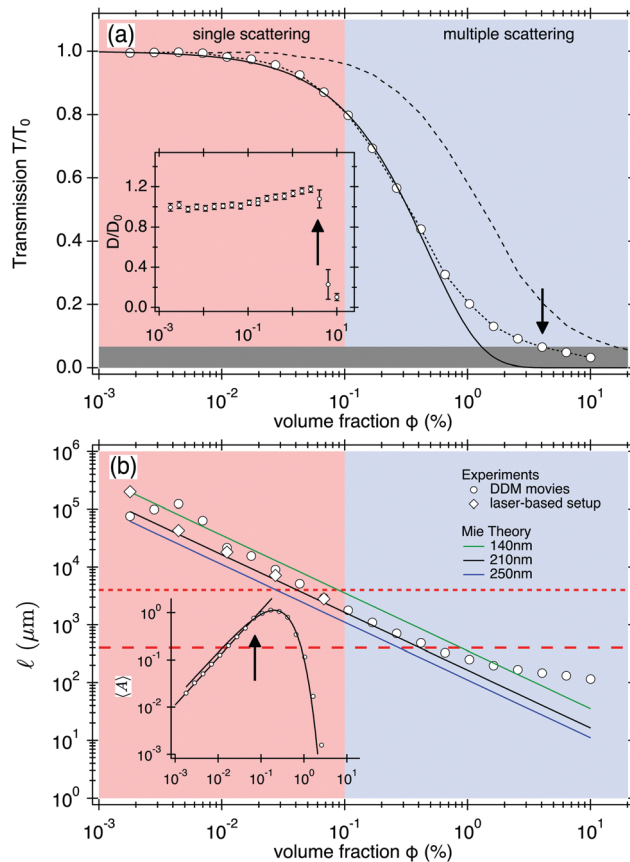 (a)
single scattering
multiple scattering
Transmission T/T₀
1.0
0.8
0.6
0.4
0.2
0.0
D/D₀
1.2
0.8
0.4
0.0
10⁻³
10⁻¹
10¹
10⁻³
10⁻²
10⁻¹
10⁰
10¹
volume fraction ϕ (%)
(b)
ℓ (μm)
10⁶
10⁵
10⁴
10³
10²
10¹
10⁰
Experiments
DDM movies
laser-based setup
Mie Theory
140nm
210nm
250nm
⟨A⟩
10⁰
10⁻¹
10⁻³
10⁻³
10⁻²
10⁻¹
10⁰
10¹
10⁻³
10⁻²
10⁻¹
10⁰
10¹
volume fraction ϕ (%)